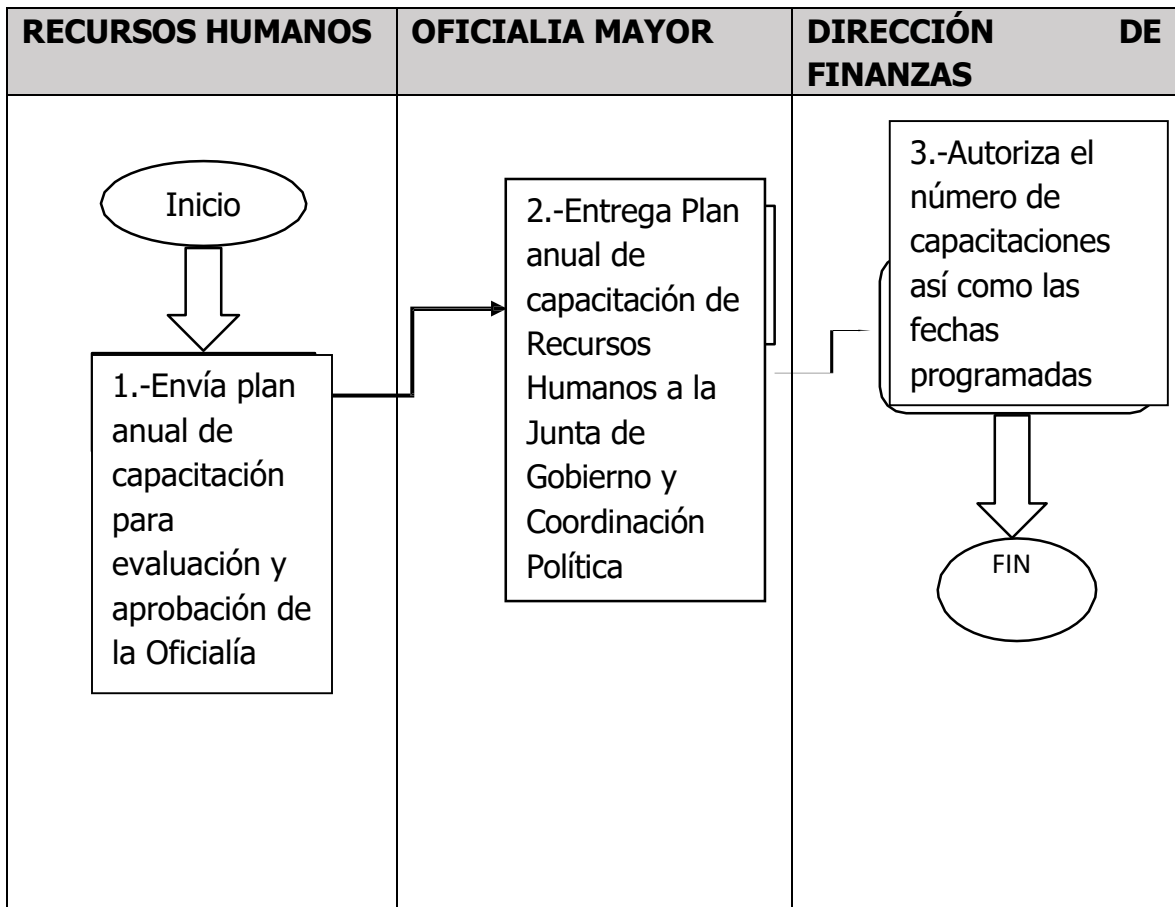 RECURSOS HUMANOS
OFICIALIA MAYOR
DIRECCIÓN DE
FINANZAS
Inicio
1.-Envía plan
anual de
capacitación
para
evaluación y
aprobación de
la Oficialía
2.-Entrega Plan
anual de
capacitación de
Recursos
Humanos a la
Junta de
Gobierno y
Coordinación
Política
3.-Autoriza el
número de
capacitaciones
así como las
fechas
programadas
FIN